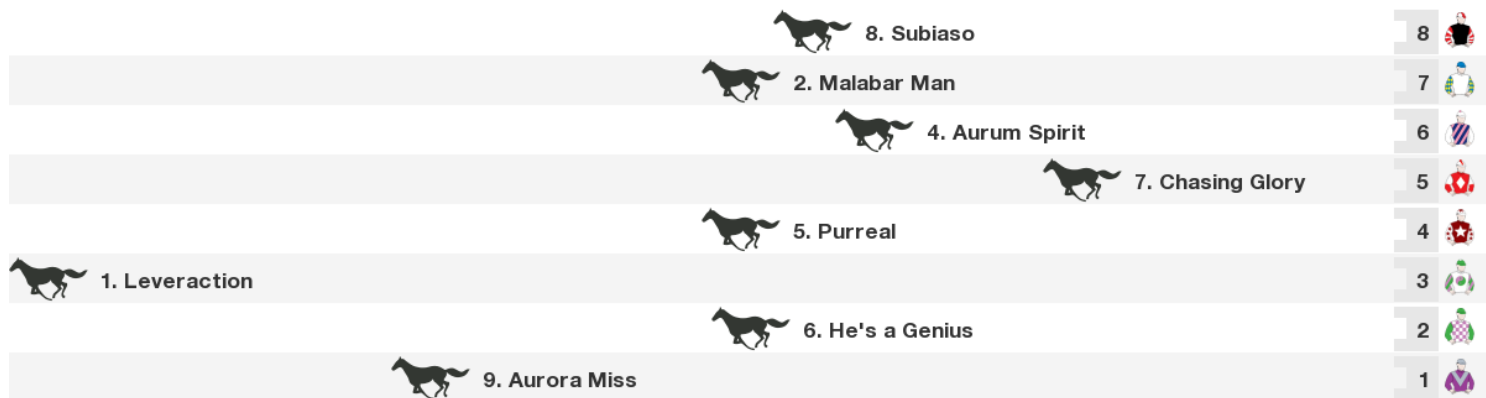 8. Subiaso 8
2. Malabar Man 7
4. Aurum Spirit 6
7. Chasing Glory 5
5. Purreal 4
1. Leveraction 3
6. He's a Genius 2
9. Aurora Miss 1